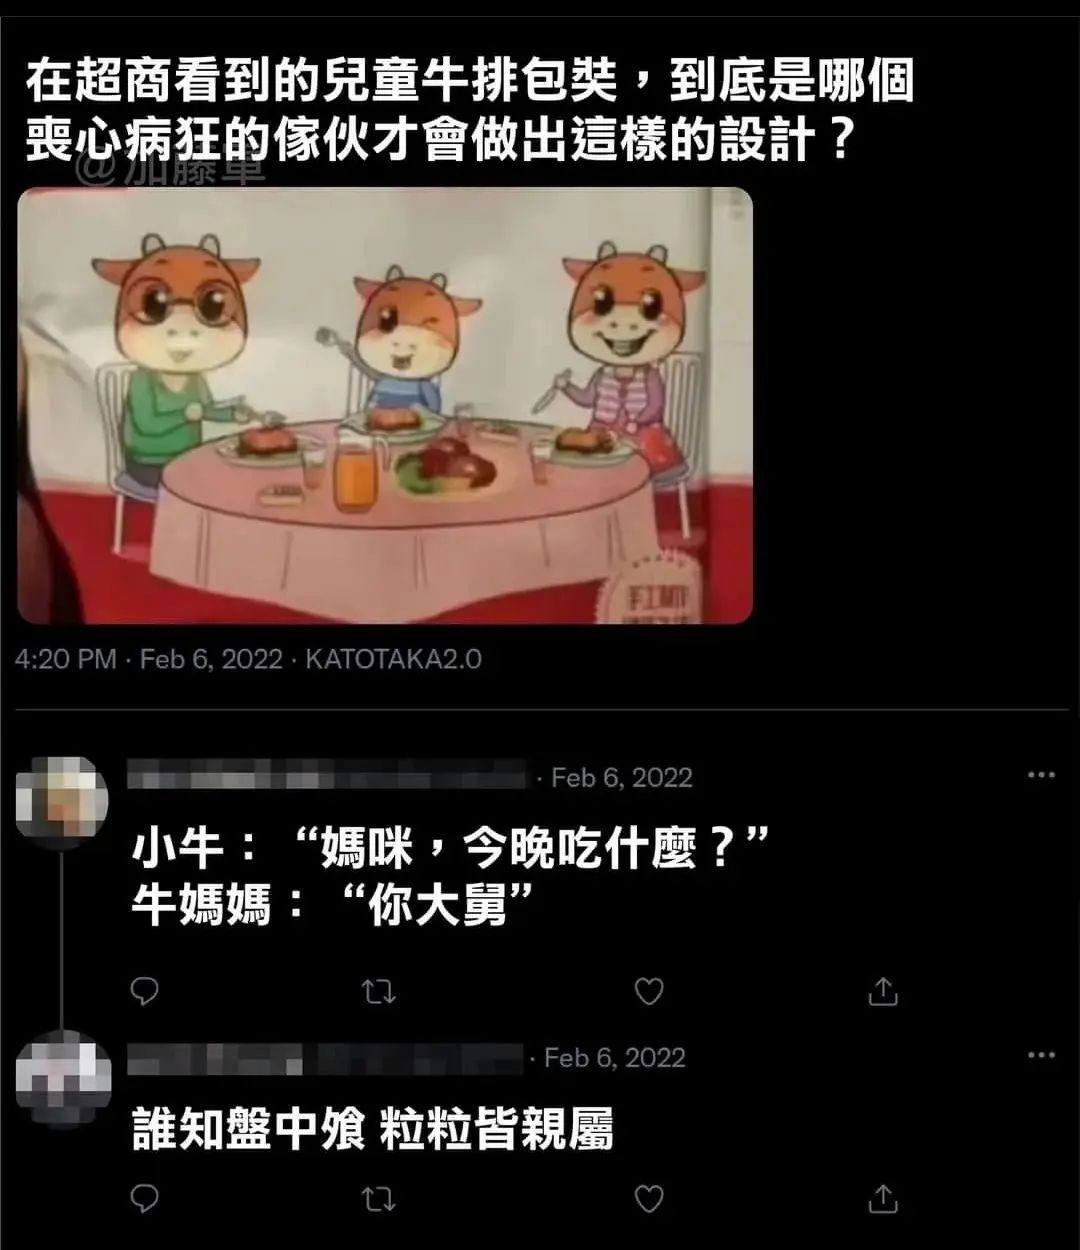 在超商看到的兒童牛排包裝，到底是哪個
喪心病狂的傢伙才會做出這樣的設計？
@加藤軍
4:20 PM · Feb 6, 2022 · KATOTAKA2.0
· Feb 6, 2022
小牛：“媽咪，今晚吃什麼？”
牛媽媽：“你大舅”
· Feb 6, 2022
誰知盤中飧 粒粒皆親屬